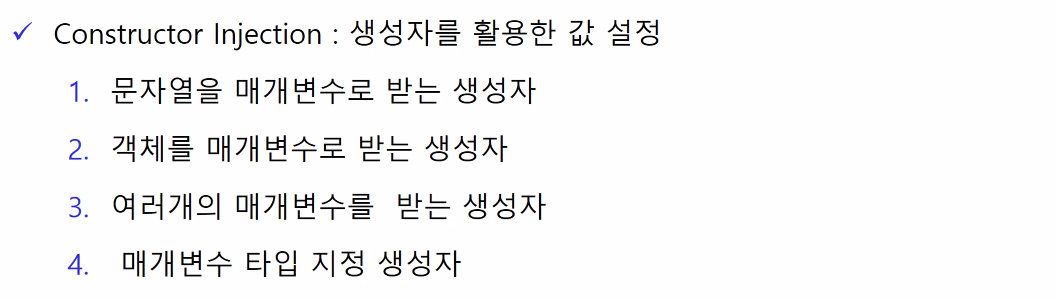 ✓ Constructor Injection : 생성자를 활용한 값 설정
1. 문자열을 매개변수로 받는 생성자
2. 객체를 매개변수로 받는 생성자
3. 여러개의 매개변수를 받는 생성자
4. 매개변수 타입 지정 생성자